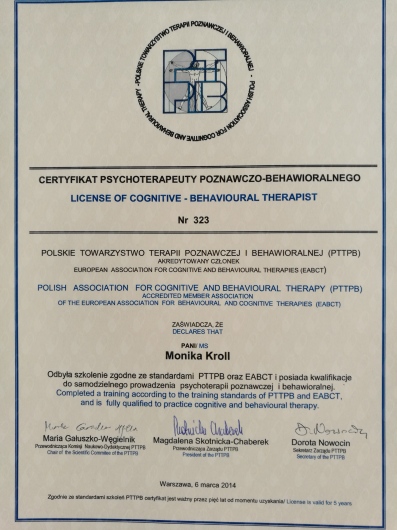 POLSKIE TOWARZYSTWO TERAPII POZNAWCZEJ I BEHAWIORALNEJ - POLISH ASSOCIATION FOR COGNITIVE AND BEHAVIOURAL THERAPY -
PTTPB
CERTYFIKAT PSYCHOTERAPEUTY POZNAWCZO-BEHAWIORALNEGO
LICENSE OF COGNITIVE - BEHAVIOURAL THERAPIST
Nr 323
POLSKIE TOWARZYSTWO TERAPII POZNAWCZEJ I BEHAWIORALNEJ (PTTPB)
AKREDYTOWANY CZŁONEK
EUROPEAN ASSOCIATION FOR COGNITIVE AND BEHAVIOURAL THERAPIES (EABCT)
POLISH ASSOCIATION FOR COGNITIVE AND BEHAVIOURAL THERAPY (PTTPB)
ACCREDITED MEMBER ASSOCIATION
OF THE EUROPEAN ASSOCIATION FOR BEHAVIOURAL AND COGNITIVE THERAPIES (EABCT)
ZAŚWIADCZA, ŻE
DECLARES THAT
PANI/ MS
Monika Kroll
Odbyła szkolenie zgodne ze standardami PTTPB oraz EABCT i posiada kwalifikacje
do samodzielnego prowadzenia psychoterapii poznawczej i behawioralnej.
Completed a training according to the training standards of PTTPB and EABCT,
and is fully qualified to practice cognitive and behavioural therapy.
Maria Gałuszko-Węgielnik
Przewodnicząca Komisji Naukowo-Dydaktycznej PTTPB
Chair of the Scientific Committee of the PTTPB
Magdalena Skotnicka-Chaberek
Przewodnicząca Zarządu PTTPB
President of the PTTPB
Dorota Nowocin
Sekretarz Zarządu PTTPB
Secretary of the PTTPB
Warszawa, 6 marca 2014
Zgodnie ze standardami szkoleń PTTPB certyfikat jest ważny przez pięć lat od momentu uzyskania/ License is valid for 5 years